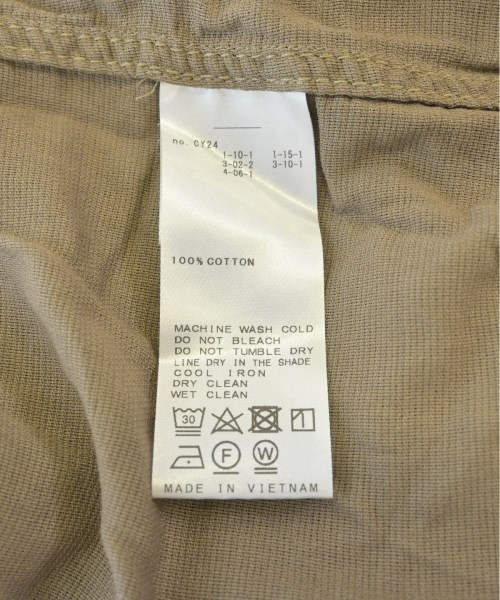 no. CY24
1-10-1 1-15-1
3-02-2 3-10-1
4-06-1
100% COTTON
MACHINE WASH COLD
DO NOT BLEACH
DO NOT TUMBLE DRY
LINE DRY IN THE SHADE
COOL IRON
DRY CLEAN
WET CLEAN
30
F W
MADE IN VIETNAM